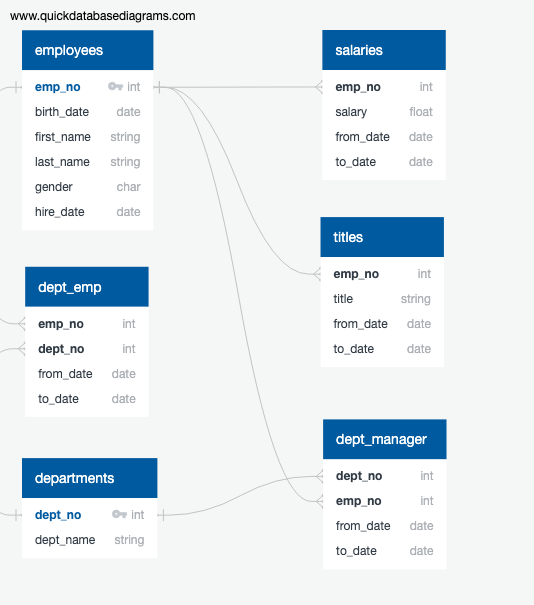 www.quickdatabasediagrams.com
employees
emp_no int
birth_date date
first_name string
last_name string
gender char
hire_date date
dept_emp
emp_no int
dept_no int
from_date date
to_date date
departments
dept_no int
dept_name string
salaries
emp_no int
salary float
from_date date
to_date date
titles
emp_no int
title string
from_date date
to_date date
dept_manager
dept_no int
emp_no int
from_date date
to_date date